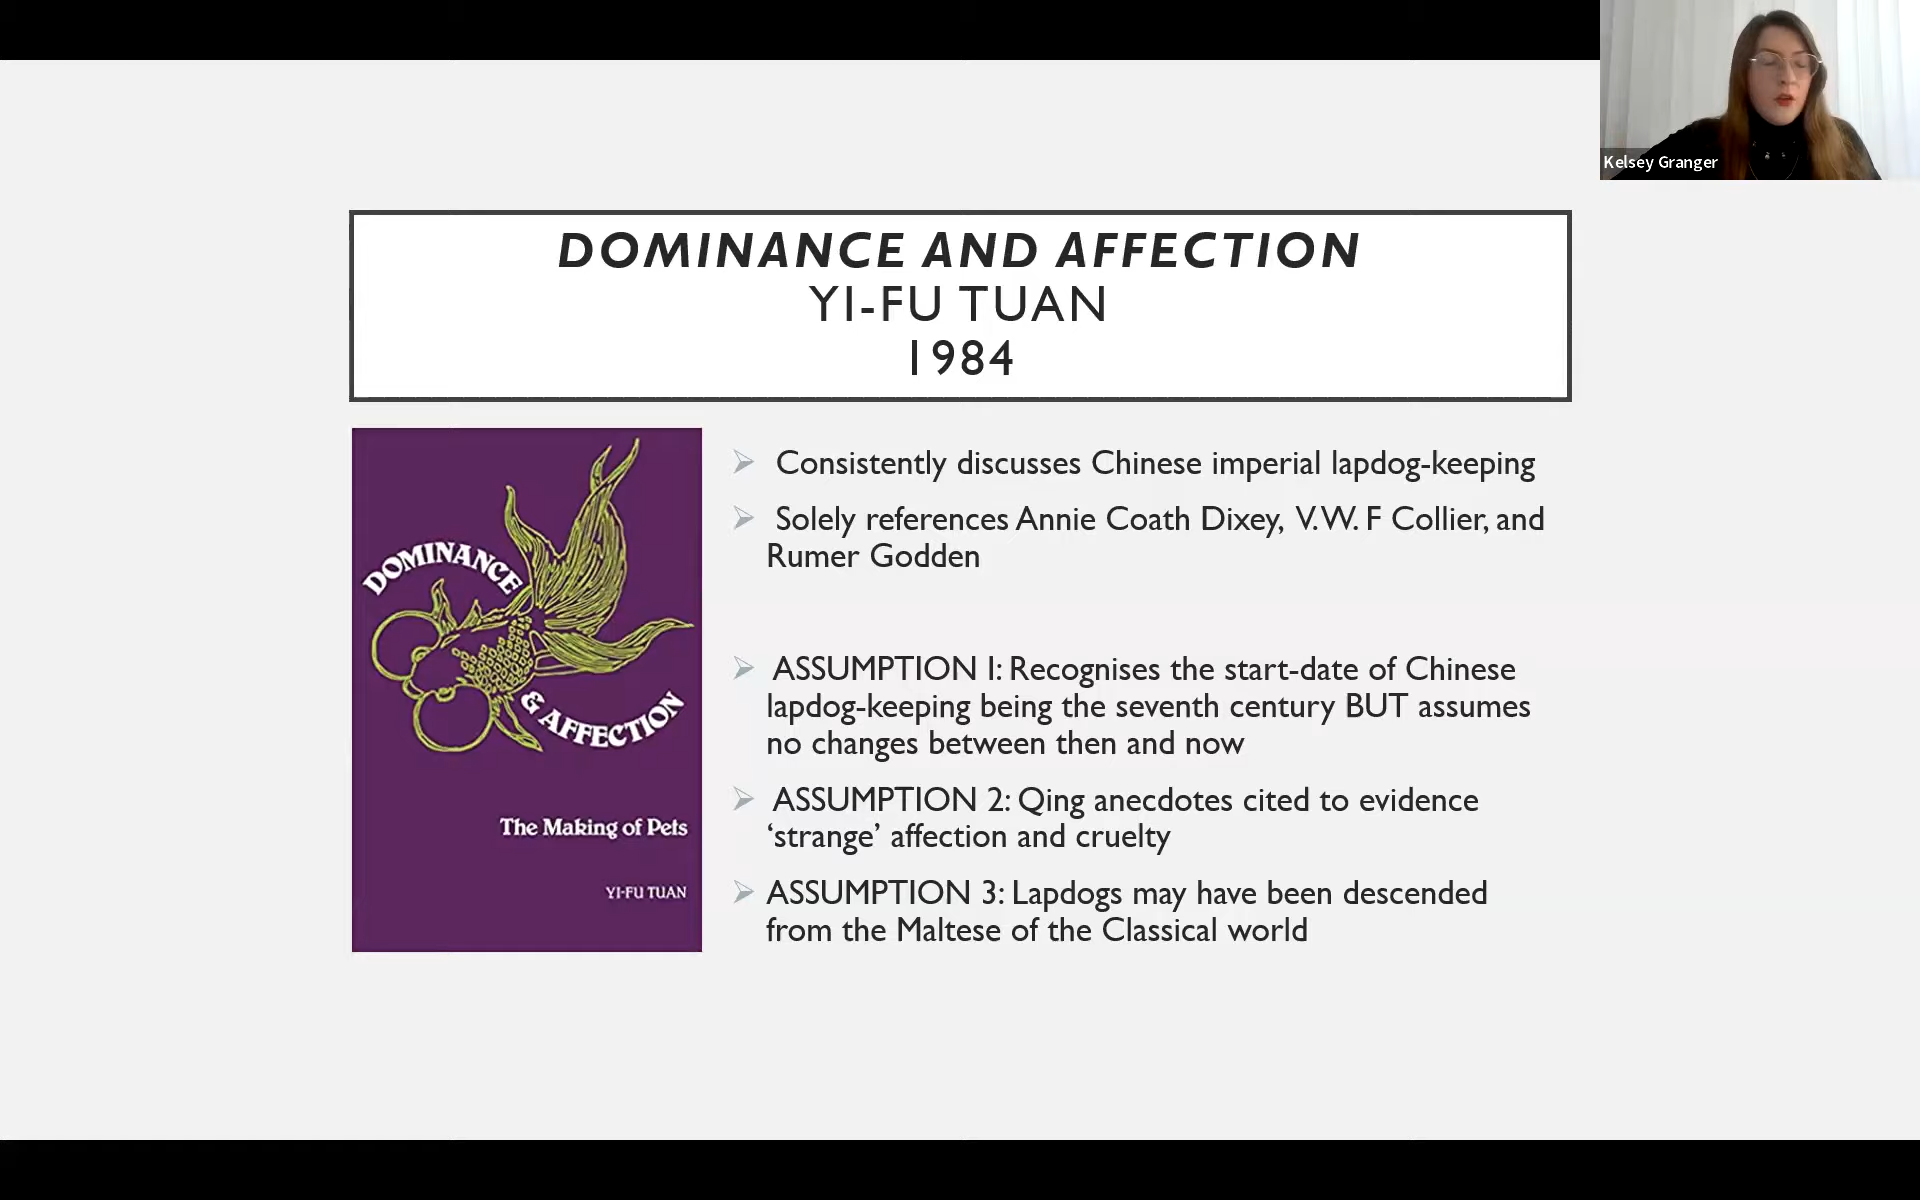 Kelsey Granger
DOMINANCE AND AFFECTION
YI-FU TUAN
1984
DOMINANCE
& AFFECTION
The Making of Pets
YI-FU TUAN
Consistently discusses Chinese imperial lapdog-keeping
Solely references Annie Coath Dixey, V.W. F Collier, and
Rumer Godden
ASSUMPTION 1: Recognises the start-date of Chinese
lapdog-keeping being the seventh century BUT assumes
no changes between then and now
ASSUMPTION 2: Qing anecdotes cited to evidence
‘strange’ affection and cruelty
ASSUMPTION 3: Lapdogs may have been descended
from the Maltese of the Classical world